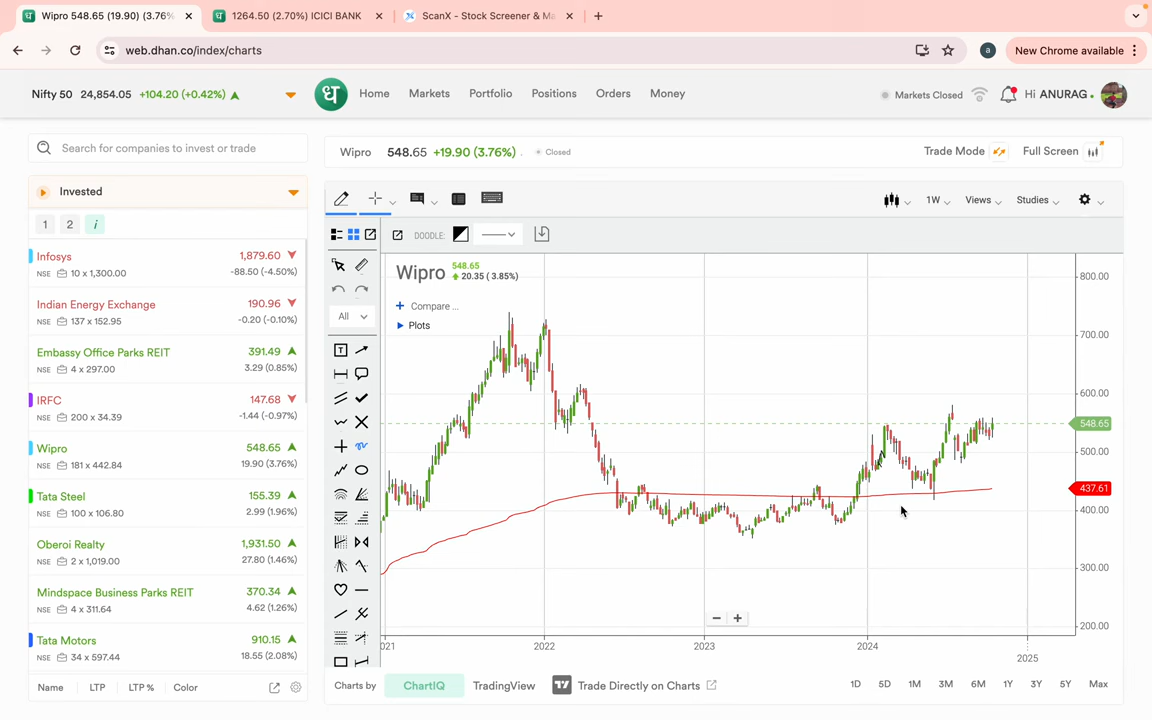 Wipro 548.65 (19.90) (3.76%
1264.50 (2.70%) ICICI BANK
ScanX - Stock Screener & Ma
web.dhan.co/index/charts
a
New Chrome available
Nifty 50 24,854.05 +104.20 (+0.42%)
ध
Home Markets Portfolio Positions Orders Money
Markets Closed
Hi ANURAG
Search for companies to invest or trade
Wipro 548.65 +19.90 (3.76%) Closed
Trade Mode Full Screen
Invested
1 2 i
1W Views Studies
DOODLE:
Infosys 1,879.60
NSE 10 x 1,300.00 -88.50 (-4.50%)
Indian Energy Exchange 190.96
NSE 137 x 152.95 -0.20 (-0.10%)
Embassy Office Parks REIT 391.49
NSE 4 x 297.00 3.29 (0.85%)
IRFC 147.68
NSE 200 x 34.39 -1.44 (-0.97%)
Wipro 548.65
NSE 181 x 442.84 19.90 (3.76%)
Tata Steel 155.39
NSE 100 x 106.80 2.99 (1.96%)
Oberoi Realty 1,931.50
NSE 2 x 1,019.00 27.80 (1.46%)
Mindspace Business Parks REIT 370.34
NSE 4 x 311.64 4.62 (1.26%)
Tata Motors 910.15
NSE 34 x 597.44 18.55 (2.08%)
Name LTP LTP % Color
All
T
Wipro 548.65
20.35 (3.85%)
+ Compare ...
Plots
800.00
700.00
600.00
548.65
500.00
437.61
400.00
300.00
200.00
021 2022 2023 2024
2025
Charts by ChartIQ TradingView Trade Directly on Charts
1D 5D 1M 3M 6M 1Y 3Y 5Y Max